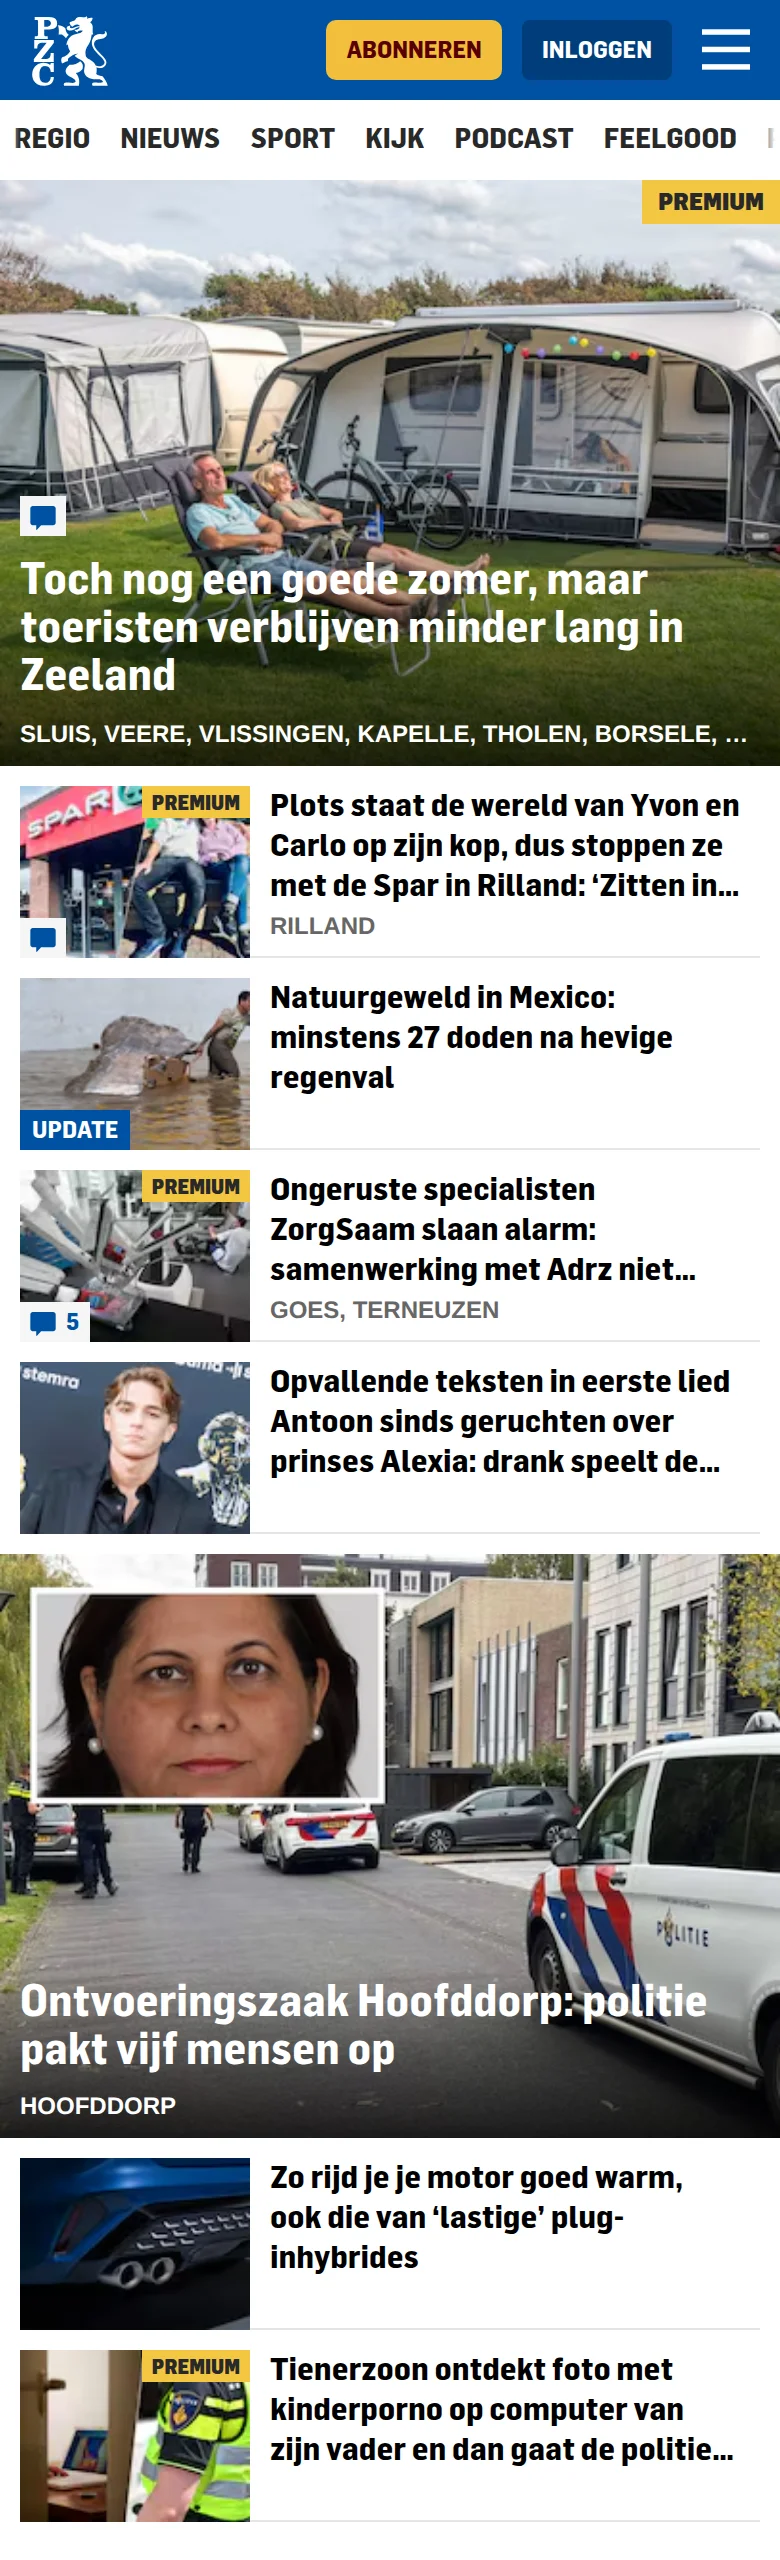 PZC
ABONNEREN
INLOGGEN
REGIO NIEUWS SPORT KIJK PODCAST FEELGOOD
PREMIUM
Toch nog een goede zomer, maar
toeristen verblijven minder lang in
Zeeland
SLUIS, VEERE, VLISSINGEN, KAPELLE, THOLEN, BORSELE, ...
SPAR
PREMIUM
Plots staat de wereld van Yvon en
Carlo op zijn kop, dus stoppen ze
met de Spar in Rilland: ‘Zitten in...
RILLAND
Natuurgeweld in Mexico:
minstens 27 doden na hevige
regenval
UPDATE
PREMIUM
Ongeruste specialisten
ZorgSaam slaan alarm:
samenwerking met Adrz niet...
GOES, TERNEUZEN
5
stemra
Opvallende teksten in eerste lied
Antoon sinds geruchten over
prinses Alexia: drank speelt de...
POLITIE
Ontvoeringszaak Hoofddorp: politie
pakt vijf mensen op
HOOFDDORP
Zo rijd je je motor goed warm,
ook die van ‘lastige’ plug-
inhybrides
PREMIUM
Tienerzoon ontdekt foto met
kinderporno op computer van
zijn vader en dan gaat de politie...